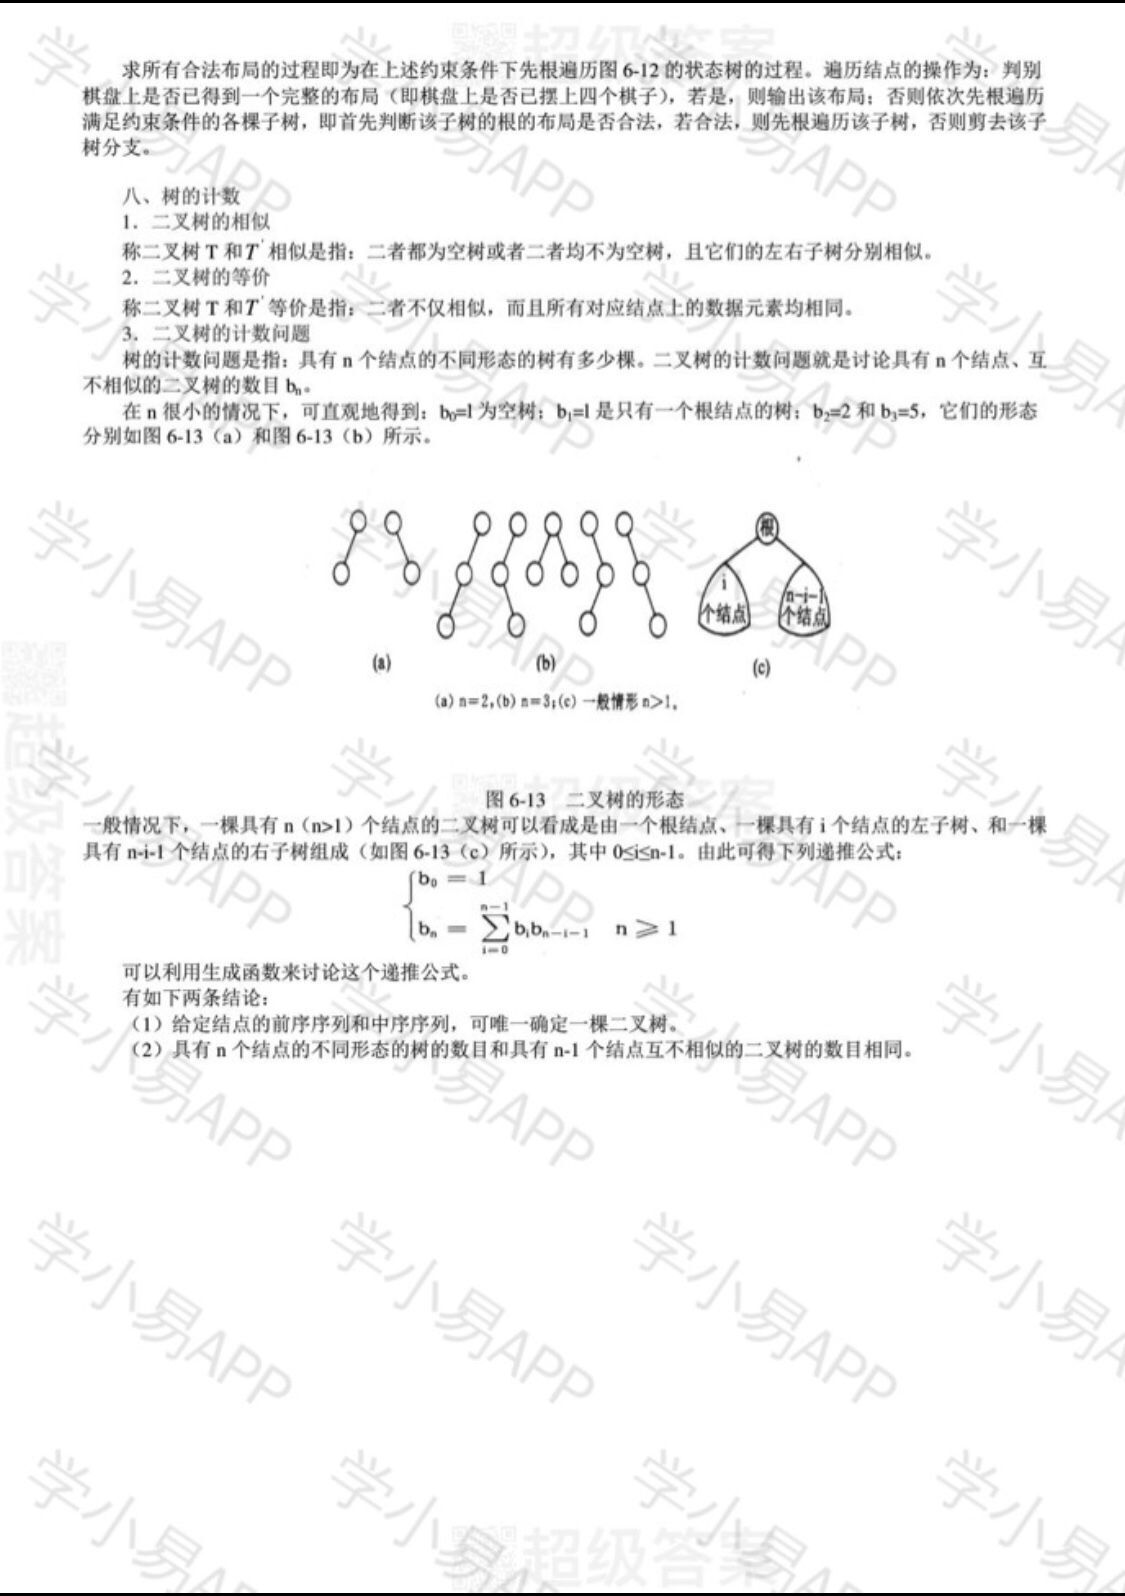 求所有合法布局的过程即为在上述约束条件下先根遍历图 6-12 的状态树的过程。遍历结点的操作为：判别
棋盘上是否已得到一个完整的布局（即棋盘上是否已摆上四个棋子），若是，则输出该布局；否则依次先根遍历
满足约束条件的各棵子树，即首先判断该子树的根的布局是否合法，若合法，则先根遍历该子树，否则剪去该子
树分支。
八、树的计数
1．二叉树的相似
称二叉树 T 和T' 相似是指：二者都为空树或者二者均不为空树，且它们的左右子树分别相似。
2．二叉树的等价
称二叉树 T 和T' 等价是指：二者不仅相似，而且所有对应结点上的数据元素均相同。
3．二叉树的计数问题
树的计数问题是指：具有 n 个结点的不同形态的树有多少棵。二叉树的计数问题就是讨论具有 n 个结点、互
不相似的二叉树的数目 bn。
在 n 很小的情况下，可直观地得到：b0=1 为空树；b1=1 是只有一个根结点的树；b2=2 和 b3=5，它们的形态
分别如图 6-13（a）和图 6-13（b）所示。
根
i
个结点
n-i-1
个结点
(a)
(b)
(c)
(a) n=2,(b) n=3;(c) 一般情形 n>1。
图 6-13 二叉树的形态
一般情况下，一棵具有 n（n>1）个结点的二叉树可以看成是由一个根结点、一棵具有 i 个结点的左子树、和一棵
具有 n-i-1 个结点的右子树组成（如图 6-13（c）所示），其中 0≤i≤n-1。由此可得下列递推公式：
b0 = 1
bn = ∑ i=0 n-1 bibn-i-1 n ≥ 1
可以利用生成函数来讨论这个递推公式。
有如下两条结论：
（1）给定结点的前序序列和中序序列，可唯一确定一棵二叉树。
（2）具有 n 个结点的不同形态的树的数目和具有 n-1 个结点互不相似的二叉树的数目相同。
学小易APP
超级答案